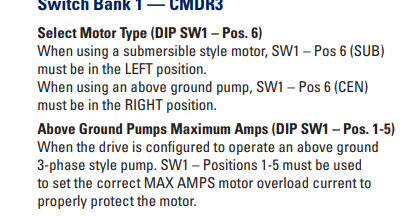 Switch Bank 1 — CMDR3
Select Motor Type (DIP SW1 – Pos. 6)
When using a submersible style motor, SW1 – Pos 6 (SUB)
must be in the LEFT position.
When using an above ground pump, SW1 – Pos 6 (CEN)
must be in the RIGHT position.
Above Ground Pumps Maximum Amps (DIP SW1 – Pos. 1-5)
When the drive is configured to operate an above ground
3-phase style pump. SW1 – Positions 1-5 must be used
to set the correct MAX AMPS motor overload current to
properly protect the motor.